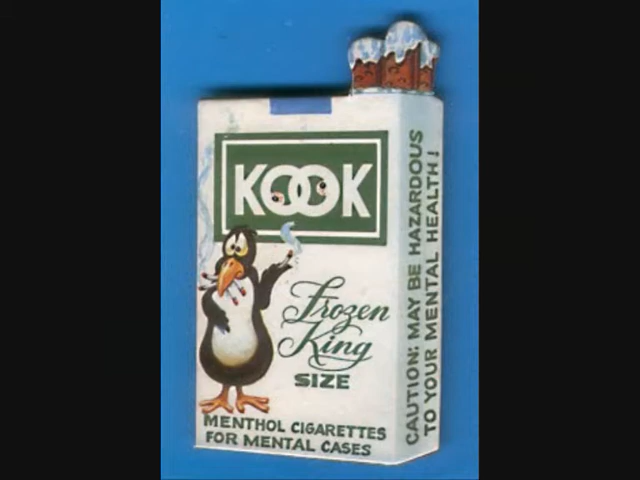 KOOK
Frozen
King
SIZE
MENTHOL CIGARETTES
FOR MENTAL CASES
CAUTION: MAY BE HAZARDOUS
TO YOUR MENTAL HEALTH!